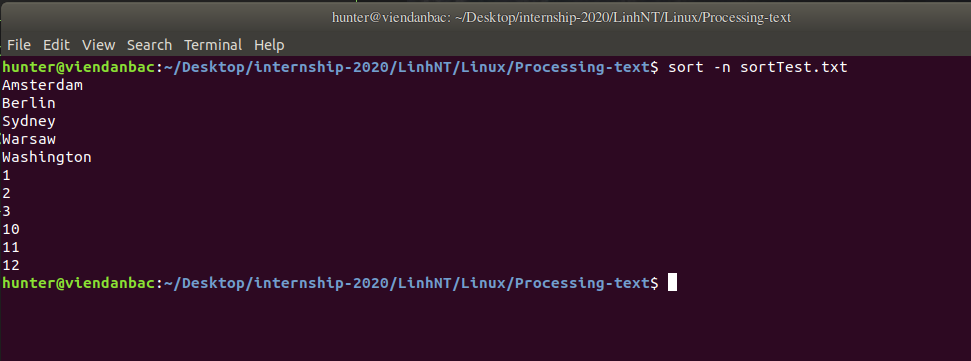 hunter@viendanbac: ~/Desktop/internship-2020/LinhNT/Linux/Processing-text
File Edit View Search Terminal Help
hunter@viendanbac:~/Desktop/internship-2020/LinhNT/Linux/Processing-text$ sort -n sortTest.txt
Amsterdam
Berlin
Sydney
Warsaw
Washington
1
2
3
10
11
12
hunter@viendanbac:~/Desktop/internship-2020/LinhNT/Linux/Processing-text$